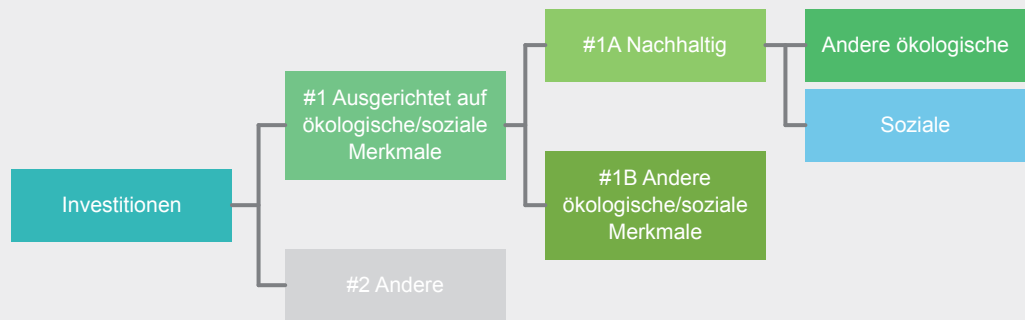 Investitionen
#1 Ausgerichtet auf
ökologische/soziale
Merkmale
#2 Andere
#1A Nachhaltig
#1B Andere
ökologische/soziale
Merkmale
Andere ökologische
Soziale